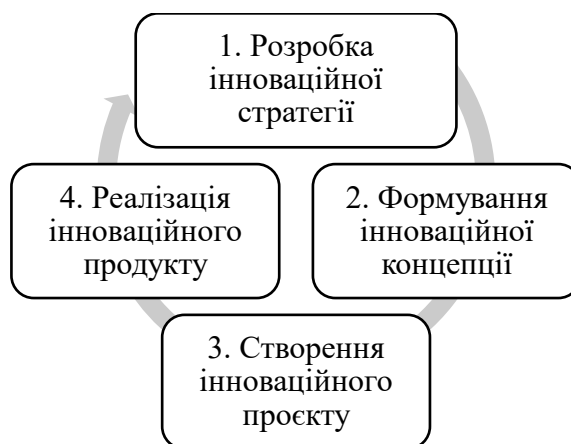 1. Розробка
інноваційної
стратегії
2. Формування
інноваційної
концепції
3. Створення
інноваційного
проєкту
4. Реалізація
інноваційного
продукту